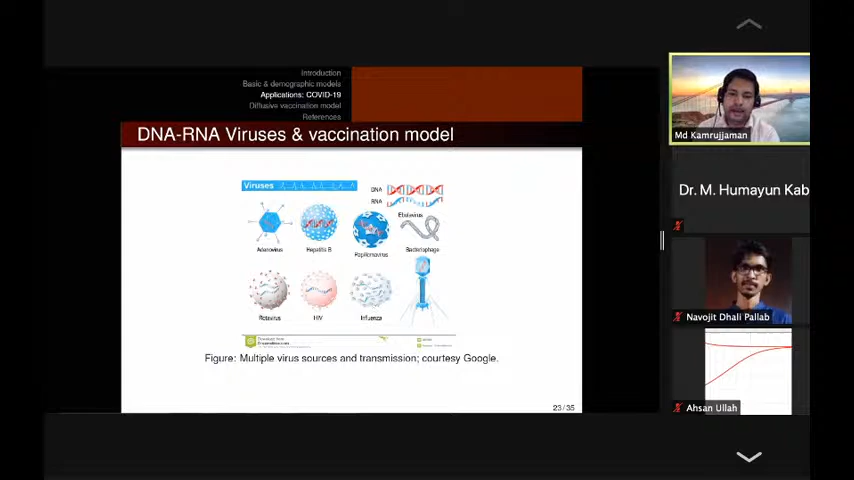 Introduction
Basic & demographic models
Applications: COVID-19
Diffusive vaccination model
References
DNA-RNA Viruses & vaccination model
Viruses
DNA
RNA
Ebolavirus
Adenovirus
Hepatitis B
Papilomavirus
Bacteriophage
Rotavirus
HIV
Influenza
Figure: Multiple virus sources and transmission; courtesy Google.
23/35
Md Kamrujjaman
Dr. M. Humayun Kab
Navojit Dhali Pallab
Ahsan Ullah